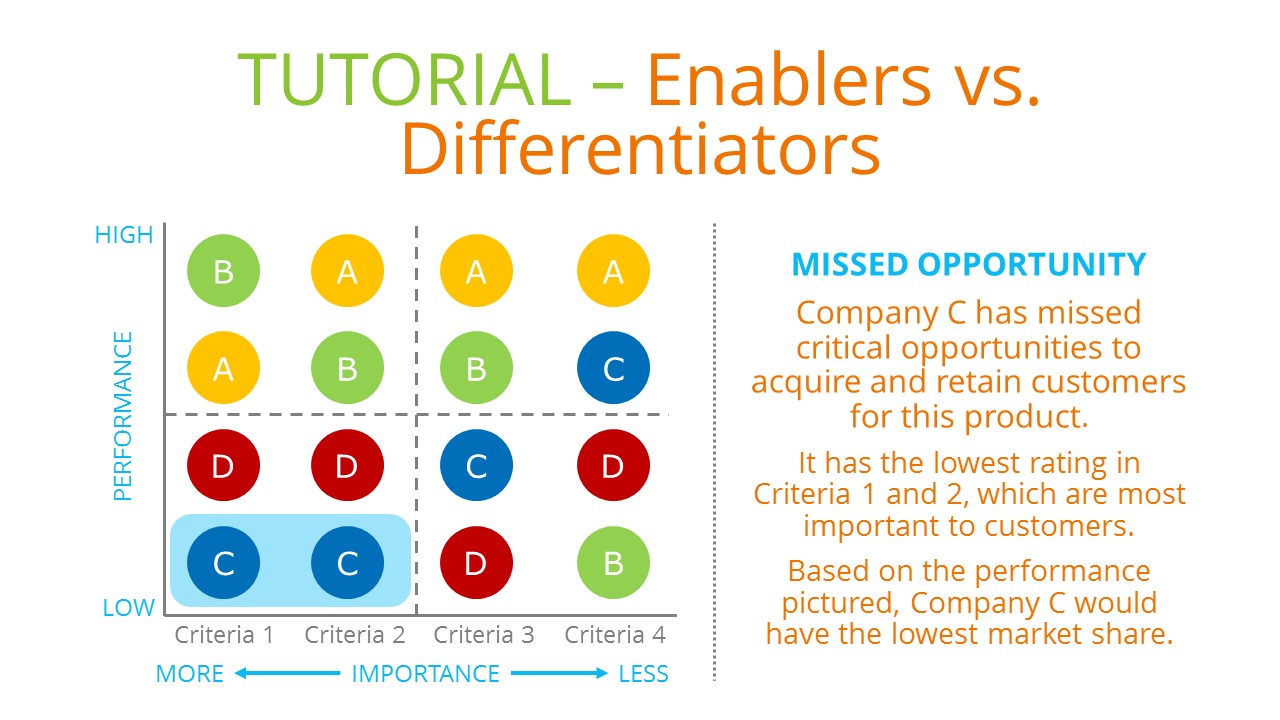 TUTORIAL – Enablers vs.
Differentiators
HIGH
PERFORMANCE
LOW
B A A A
A B B C
D D C D
C C D B
Criteria 1 Criteria 2 Criteria 3 Criteria 4
MORE IMPORTANCE LESS
MISSED OPPORTUNITY
Company C has missed
critical opportunities to
acquire and retain customers
for this product.
It has the lowest rating in
Criteria 1 and 2, which are most
important to customers.
Based on the performance
pictured, Company C would
have the lowest market share.